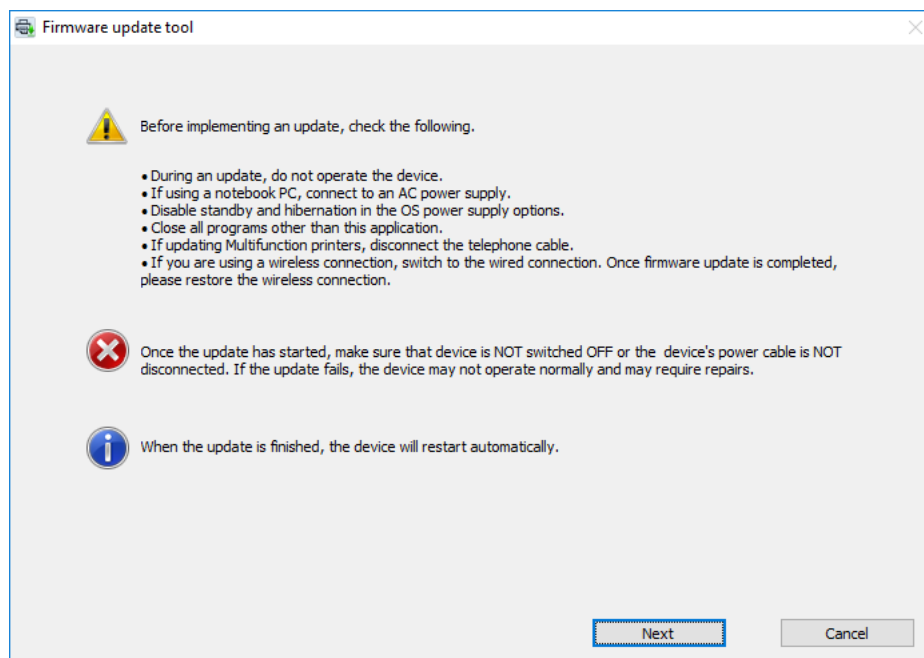 Firmware update tool
Before implementing an update, check the following.
• During an update, do not operate the device.
• If using a notebook PC, connect to an AC power supply.
• Disable standby and hibernation in the OS power supply options.
• Close all programs other than this application.
• If updating Multifunction printers, disconnect the telephone cable.
• If you are using a wireless connection, switch to the wired connection. Once firmware update is completed,
please restore the wireless connection.
Once the update has started, make sure that device is NOT switched OFF or the  device's power cable is NOT
disconnected. If the update fails, the device may not operate normally and may require repairs.
When the update is finished, the device will restart automatically.
Next
Cancel